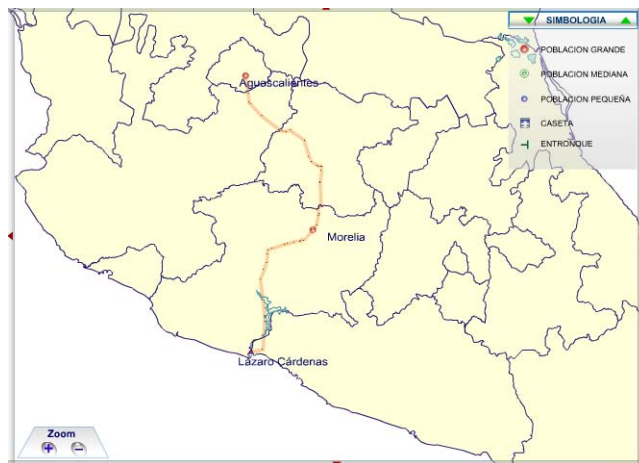 SIMBOLOGIA
POBLACION GRANDE
POBLACION MEDIANA
POBLACION PEQUEÑA
CASETA
ENTRONQUE
Aguascalientes
Morelia
Lázaro Cárdenas
Zoom